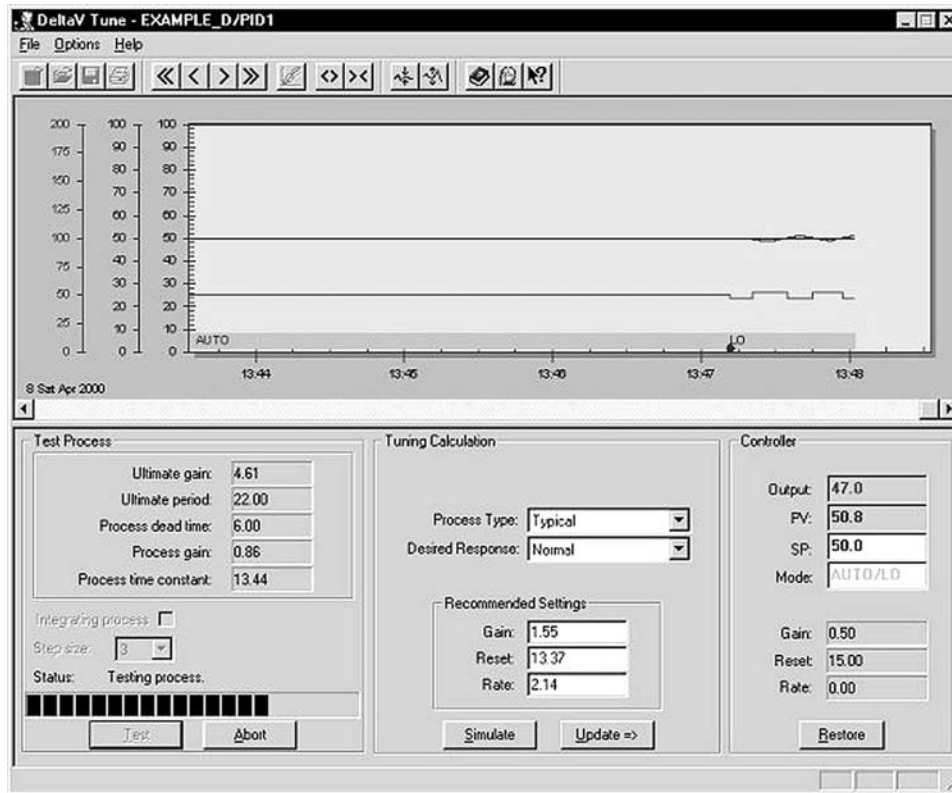 DeltaV Tune - EXAMPLE_D/PID1
File Options Help
200 100 100
175 90 90
150 80 80
125 70 70
60 60
100 50 50
75 40 40
30 30
50 20 20
25 10 10
0 0 0
AUTO LO
13:44 13:45 13:46 13:47 13:48
8 Sat Apr 2000
Test Process
Ultimate gain: 4.61
Ultimate period: 22.00
Process dead time: 6.00
Process gain: 0.86
Process time constant: 13.44
Integrating process
Step size: 3
Status: Testing process.
Test Abort
Tuning Calculation
Process Type: Typical
Desired Response: Normal
Recommended Settings
Gain: 1.55
Reset: 13.37
Rate: 2.14
Simulate Update =>
Controller
Output: 47.0
PV: 50.8
SP: 50.0
Mode: AUTO/LO
Gain: 0.50
Reset: 15.00
Rate: 0.00
Restore